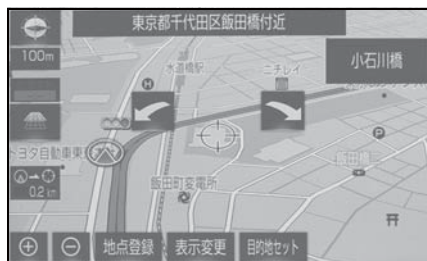 東京都千代田区飯田橋付近
100m
水道橋駅
ニチレイ
小石川橋
H
トヨタ自動車東
P
0.2km
飯田町変電所
地点登録
表示変更
目的地セット